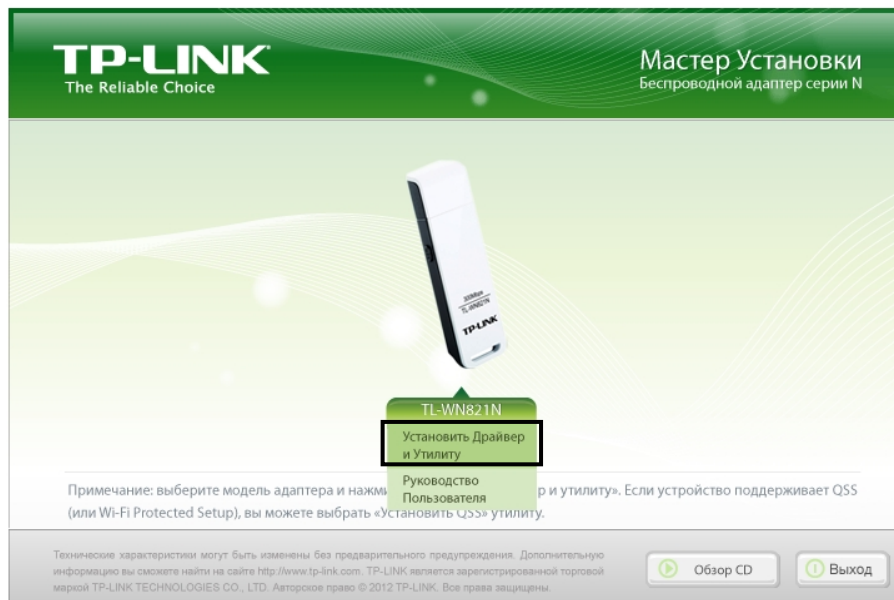 TP-LINK
The Reliable Choice
Мастер Установки
Беспроводной адаптер серии N
300Mbps
TL-WN821N
TP-LINK
TL-WN821N
Установить Драйвер
и Утилиту
Руководство
Пользователя
Примечание: выберите модель адаптера и нажми р и утилиту». Если устройство поддерживает QSS
(или Wi-Fi Protected Setup), вы можете выбрать «Установить QSS» утилиту.
Технические характеристики могут быть изменены без предварительного предупреждения. Дополнительную
информацию вы сможете найти на сайте http://www.tp-link.com. TP-LINK является зарегистрированной торговой
маркой TP-LINK TECHNOLOGIES CO., LTD. Авторское право © 2012 TP-LINK. Все права защищены.
Обзор CD
Выход